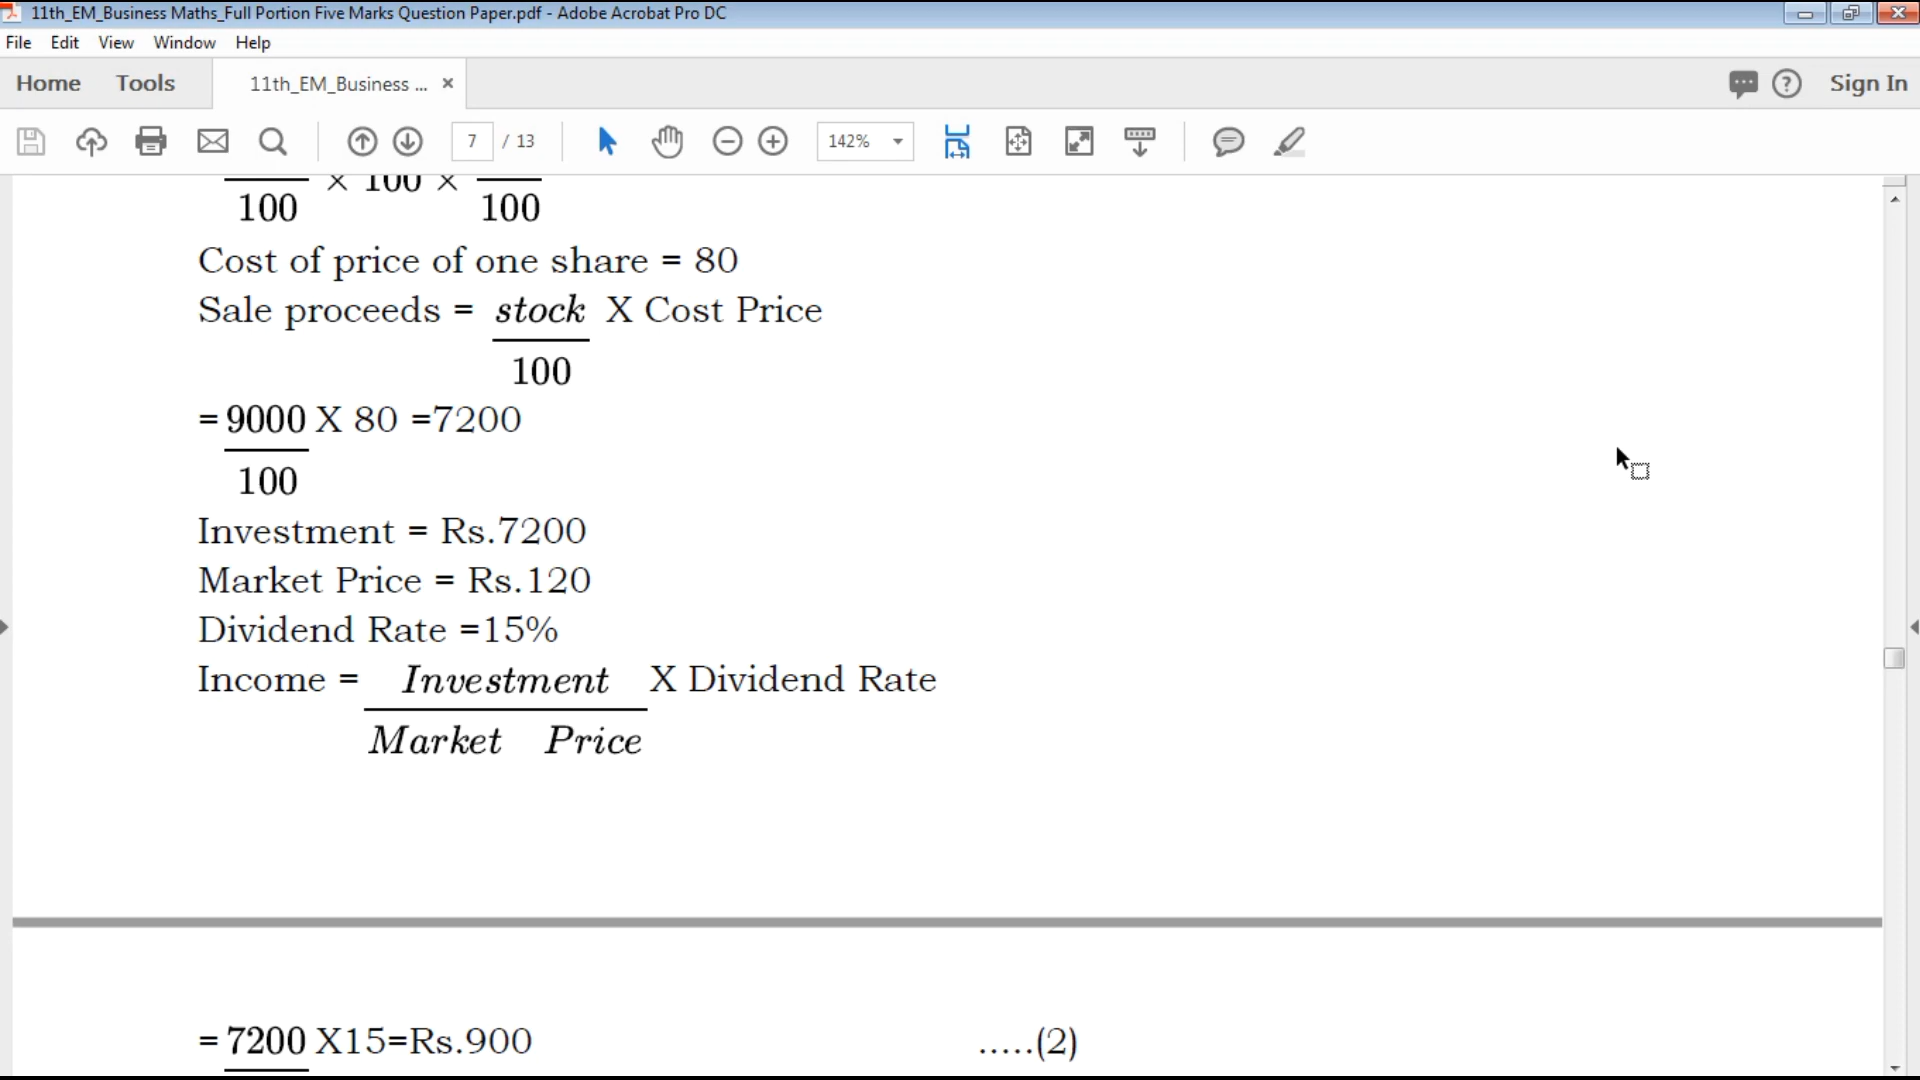 11th_EM_Business Maths_Full Portion Five Marks Question Paper.pdf - Adobe Acrobat Pro DC
File Edit View Window Help
Home Tools 11th_EM_Business ... × Sign In
7 / 13 142%
× 100 ×
100 100
Cost of price of one share = 80
Sale proceeds = stock X Cost Price
100
= 9000 X 80 =7200
100
Investment = Rs.7200
Market Price = Rs.120
Dividend Rate =15%
Income = Investment X Dividend Rate
Market Price
= 7200 X15=Rs.900 .....(2)